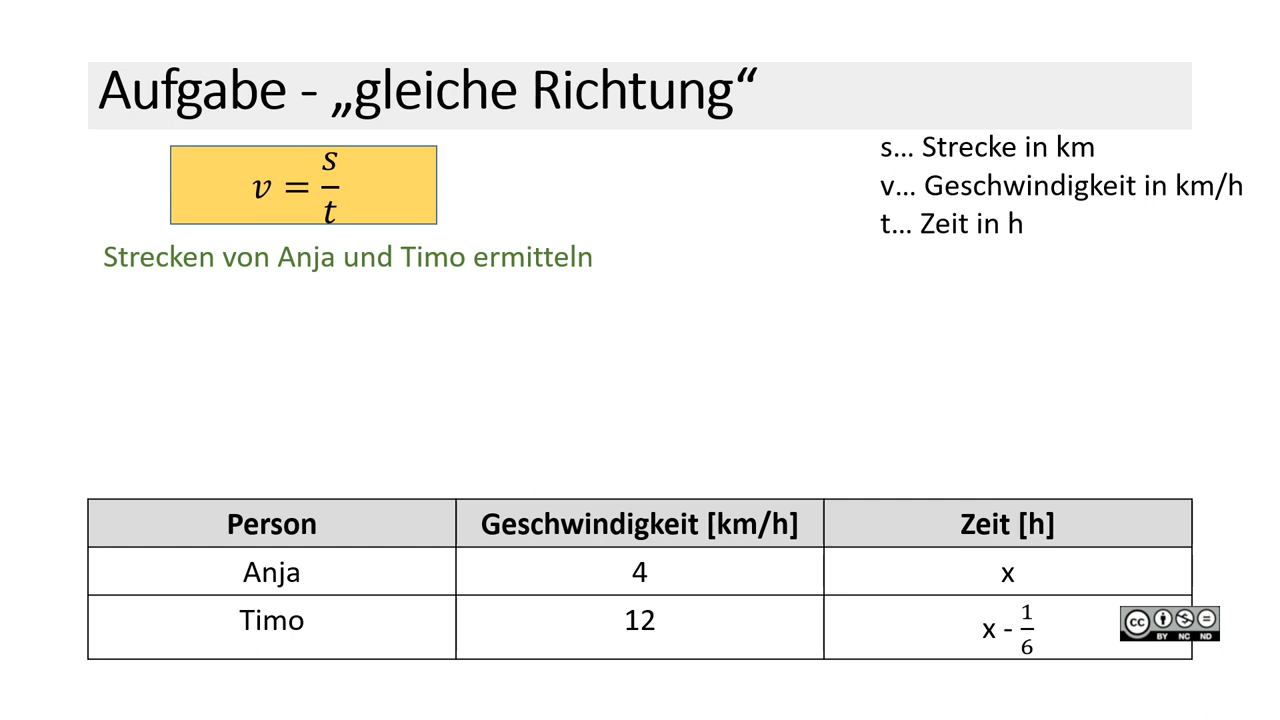 Aufgabe - „gleiche Richtung“
v = s/t
s... Strecke in km
v... Geschwindigkeit in km/h
t... Zeit in h
Strecken von Anja und Timo ermitteln
Person Geschwindigkeit [km/h] Zeit [h]
Anja 4 x
Timo 12 x - 1/6
cc BY NC ND